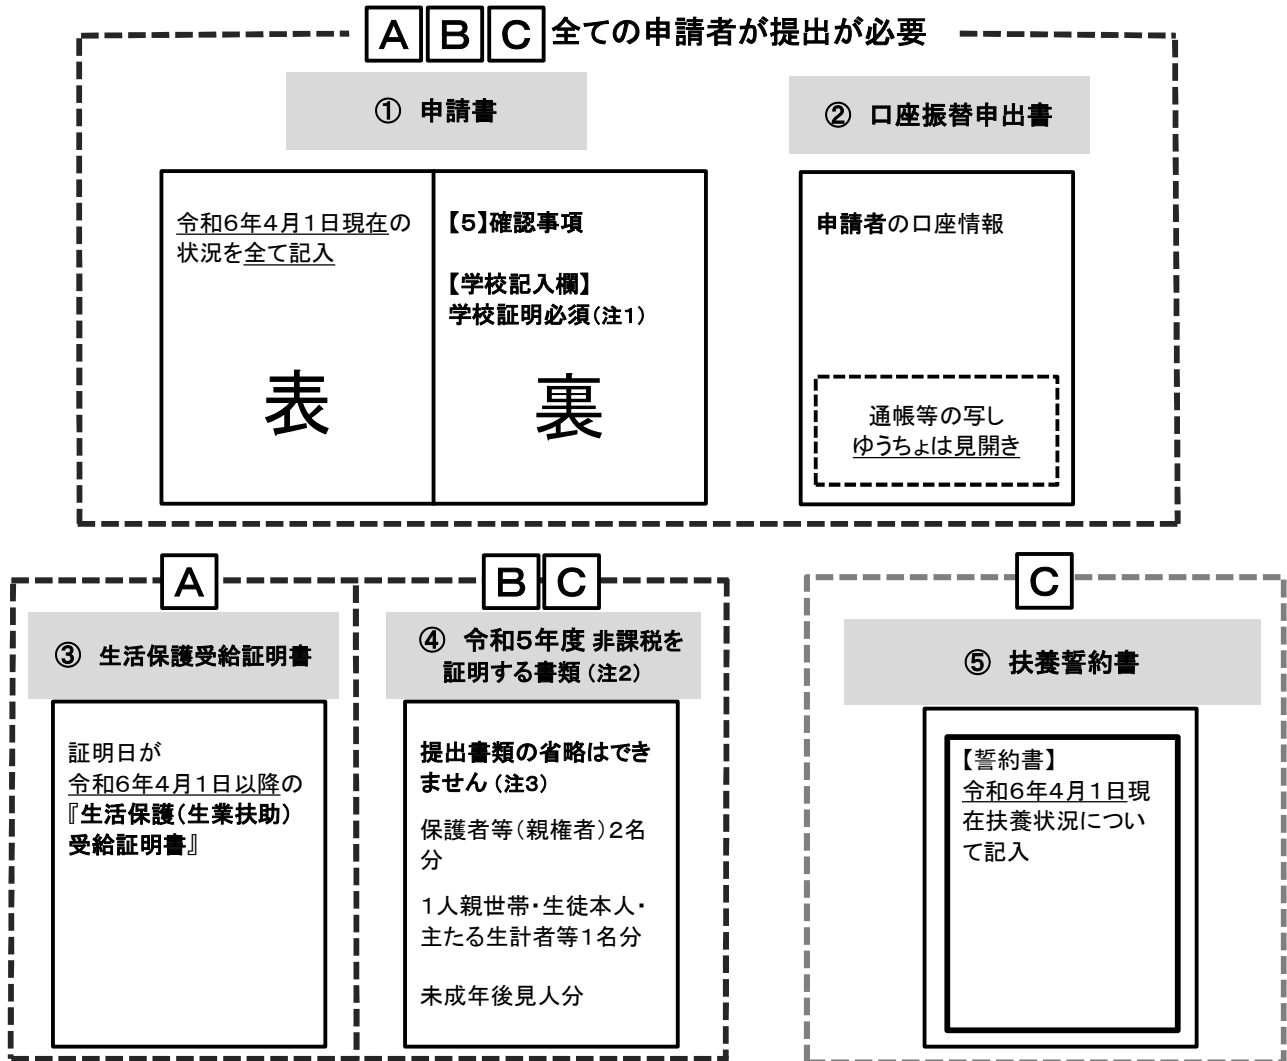 A B C 全ての申請者が提出が必要
① 申請書
令和6年4月1日現在の
状況を全て記入
表
【5】確認事項
【学校記入欄】
学校証明必須(注1)
裏
② 口座振替申出書
申請者の口座情報
通帳等の写し
ゆうちょは見開き
A
③ 生活保護受給証明書
証明日が
令和6年4月1日以降の
『生活保護(生業扶助)
受給証明書』
B C
④ 令和5年度 非課税を
証明する書類(注2)
提出書類の省略はでき
ません(注3)
保護者等(親権者)2名
分
1人親世帯・生徒本人・
主たる生計者等1名分
未成年後見人分
C
⑤ 扶養誓約書
【誓約書】
令和6年4月1日現
在扶養状況につい
て記入